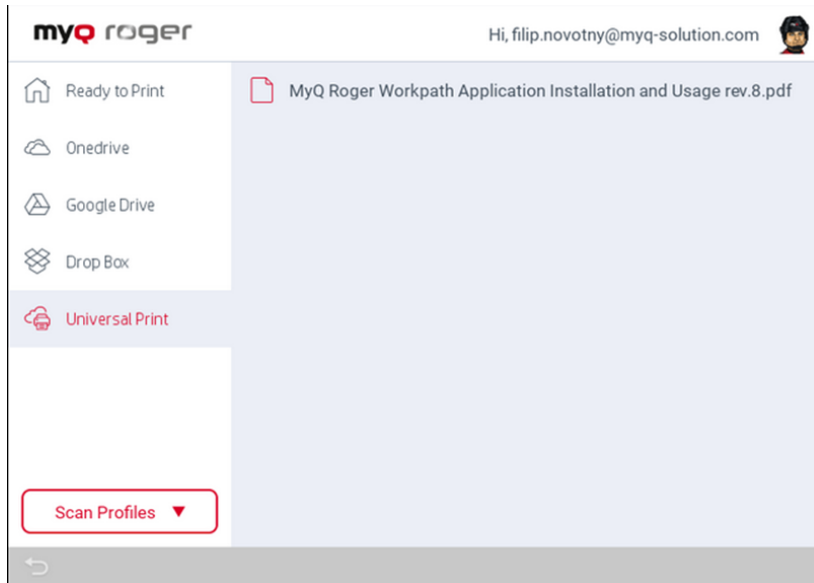 myQ roger
Hi, filip.novotny@myq-solution.com
Ready to Print
MyQ Roger Workpath Application Installation and Usage rev.8.pdf
Onedrive
Google Drive
Drop Box
Universal Print
Scan Profiles ▼